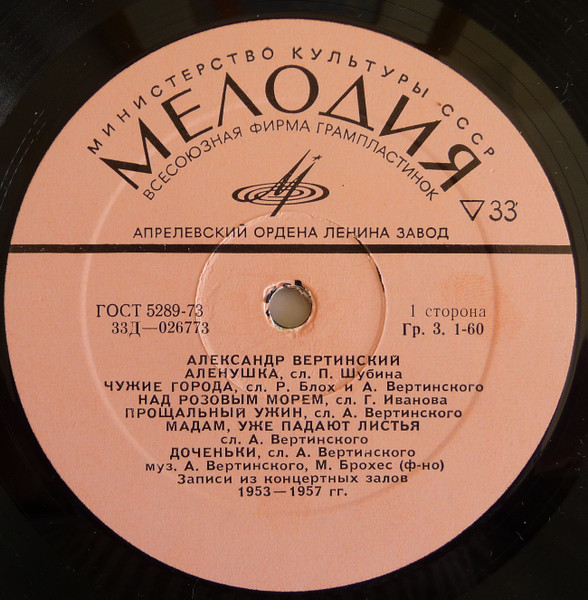 МИНИСТЕРСТВО КУЛЬТУРЫ СССР
МЕЛОДИЯ
ВСЕСОЮЗНАЯ ФИРМА ГРАМПЛАСТИНОК
▽33
АПРЕЛЕВСКИЙ ОРДЕНА ЛЕНИНА ЗАВОД
ГОСТ 5289-73
33Д—026773
1 сторона
Гр. 3. 1-60
АЛЕКСАНДР ВЕРТИНСКИЙ
АЛЕНУШКА, сл. П. Шубина
ЧУЖИЕ ГОРОДА, сл. Р. Блох и А. Вертинского
НАД РОЗОВЫМ МОРЕМ, сл. Г. Иванова
ПРОЩАЛЬНЫЙ УЖИН, сл. А. Вертинского
МАДАМ, УЖЕ ПАДАЮТ ЛИСТЬЯ
сл. А. Вертинского
ДОЧЕНЬКИ, сл. А. Вертинского
муз. А. Вертинского, М. Брохес (ф-но)
Записи из концертных залов
1953—1957 гг.